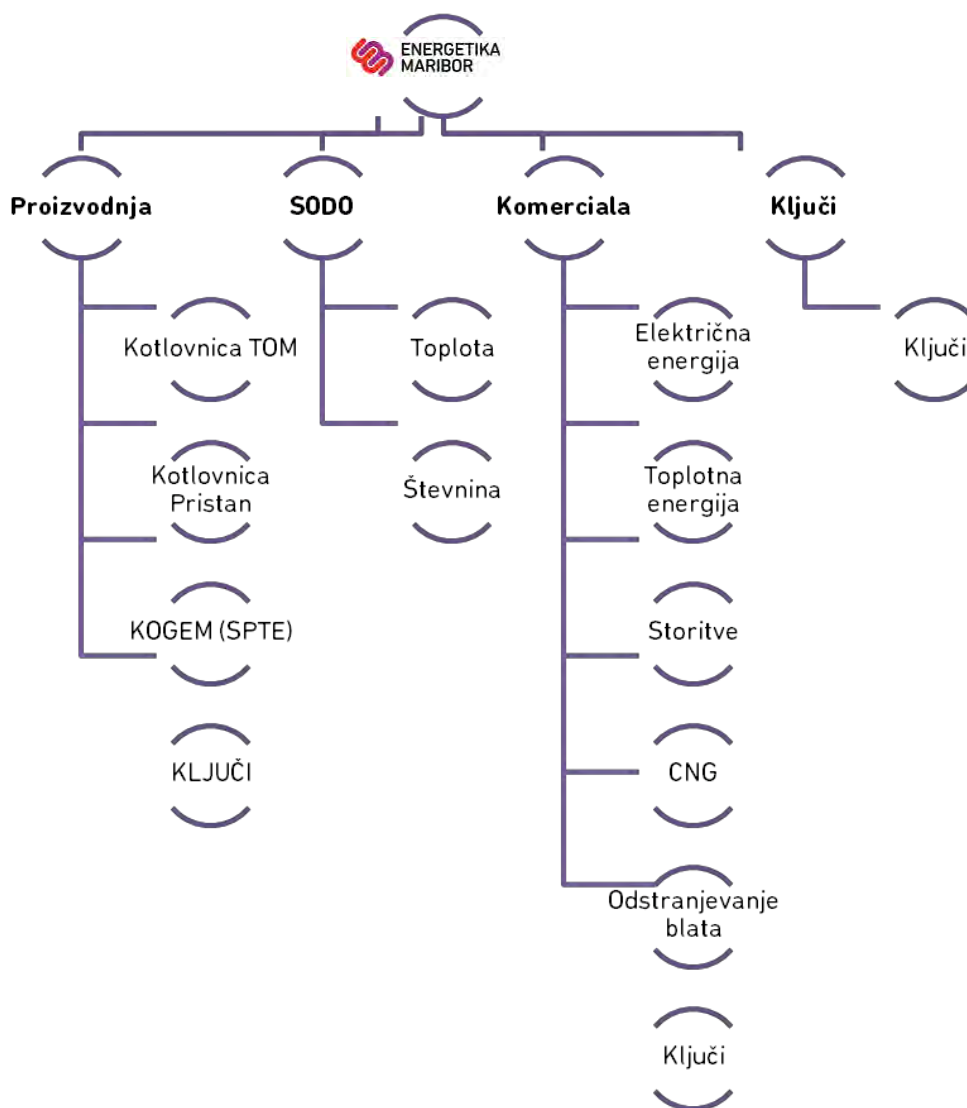 ENERGETIKA
MARIBOR
Proizvodnja
SODO
Komerciala
Ključi
Kotlovnica TOM
Toplota
Električna
energija
Ključi
Kotlovnica
Pristan
Števnina
Toplotna
energija
KOGEM (SPTE)
Storitve
KLJUČI
CNG
Odstranjevanje
blata
Ključi